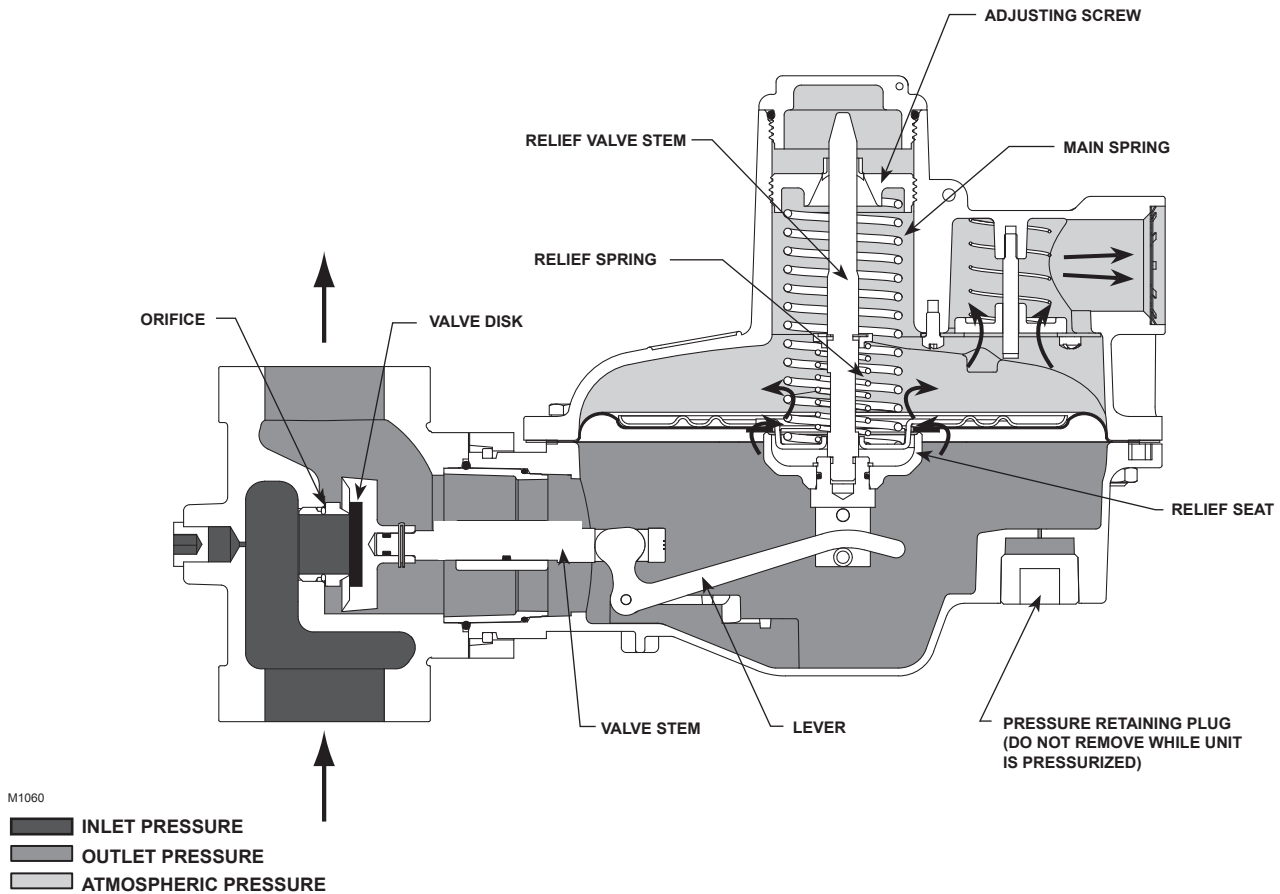 ADJUSTING SCREW
RELIEF VALVE STEM
MAIN SPRING
RELIEF SPRING
ORIFICE
VALVE DISK
RELIEF SEAT
VALVE STEM
LEVER
PRESSURE RETAINING PLUG
(DO NOT REMOVE WHILE UNIT
IS PRESSURIZED)
M1060
INLET PRESSURE
OUTLET PRESSURE
ATMOSPHERIC PRESSURE